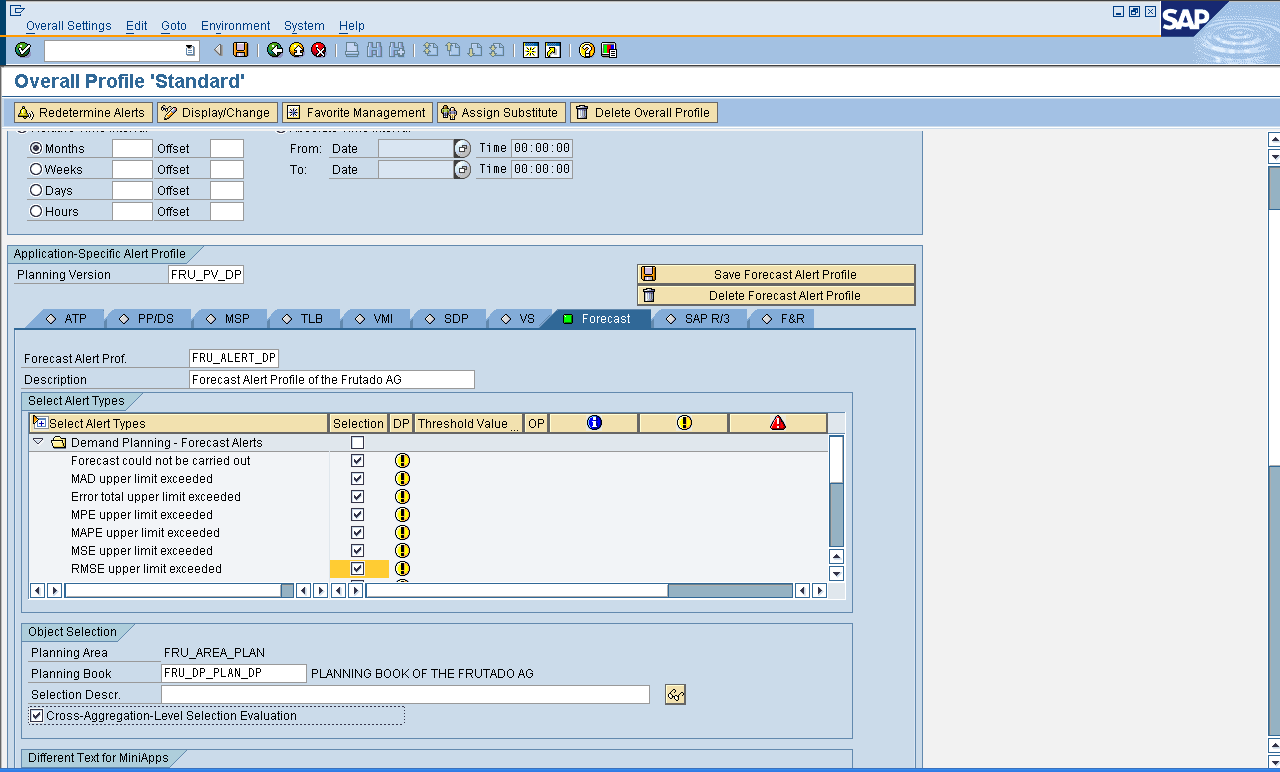 Overall Settings Edit Goto Environment System Help
SAP
Overall Profile 'Standard'
Redetermine Alerts Display/Change Favorite Management Assign Substitute Delete Overall Profile
Months Offset From: Date Time 00:00:00
Weeks Offset To: Date Time 00:00:00
Days Offset
Hours Offset
Application-Specific Alert Profile
Planning Version FRU_PV_DP
Save Forecast Alert Profile
Delete Forecast Alert Profile
ATP PP/DS MSP TLB VMI SDP VS Forecast SAP R/3 F&R
Forecast Alert Prof. FRU_ALERT_DP
Description Forecast Alert Profile of the Frutado AG
Select Alert Types
Select Alert Types Selection DP Threshold Value ... OP
Demand Planning - Forecast Alerts
Forecast could not be carried out
MAD upper limit exceeded
Error total upper limit exceeded
MPE upper limit exceeded
MAPE upper limit exceeded
MSE upper limit exceeded
RMSE upper limit exceeded
Object Selection
Planning Area FRU_AREA_PLAN
Planning Book FRU_DP_PLAN_DP PLANNING BOOK OF THE FRUTADO AG
Selection Descr.
Cross-Aggregation-Level Selection Evaluation
Different Text for MiniApps